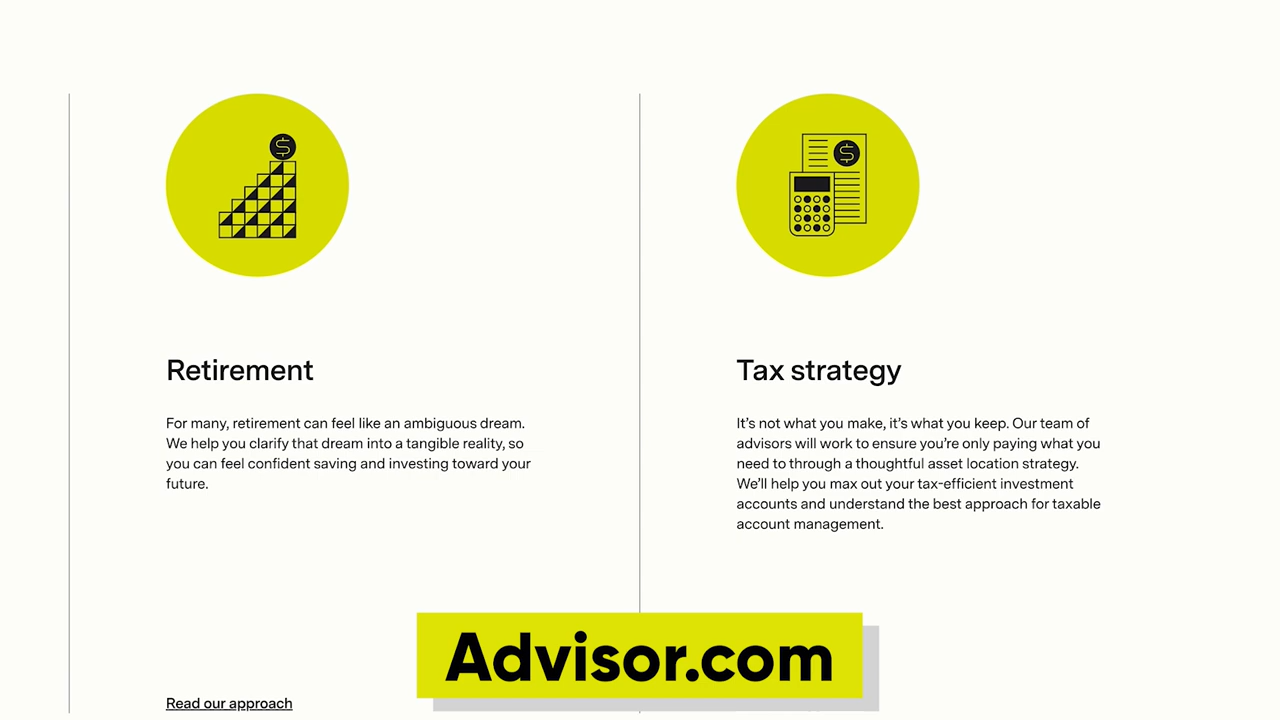 Retirement
For many, retirement can feel like an ambiguous dream.
We help you clarify that dream into a tangible reality, so
you can feel confident saving and investing toward your
future.
Read our approach
Tax strategy
It’s not what you make, it’s what you keep. Our team of
advisors will work to ensure you’re only paying what you
need to through a thoughtful asset location strategy.
We’ll help you max out your tax-efficient investment
accounts and understand the best approach for taxable
account management.
Advisor.com